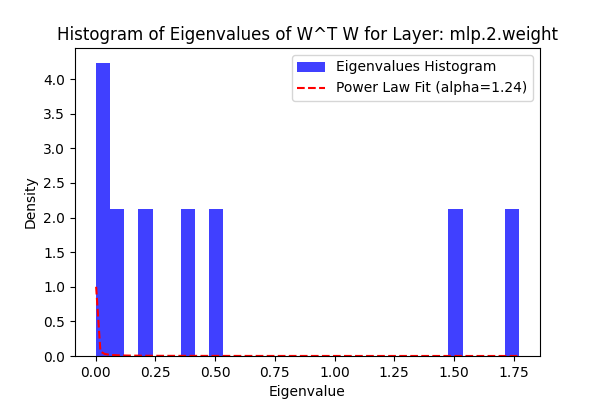 Histogram of Eigenvalues of W^T W for Layer: mlp.2.weight
Eigenvalues Histogram
Power Law Fit (alpha=1.24)
Density
4.0
3.5
3.0
2.5
2.0
1.5
1.0
0.5
0.0
0.00 0.25 0.50 0.75 1.00 1.25 1.50 1.75
Eigenvalue